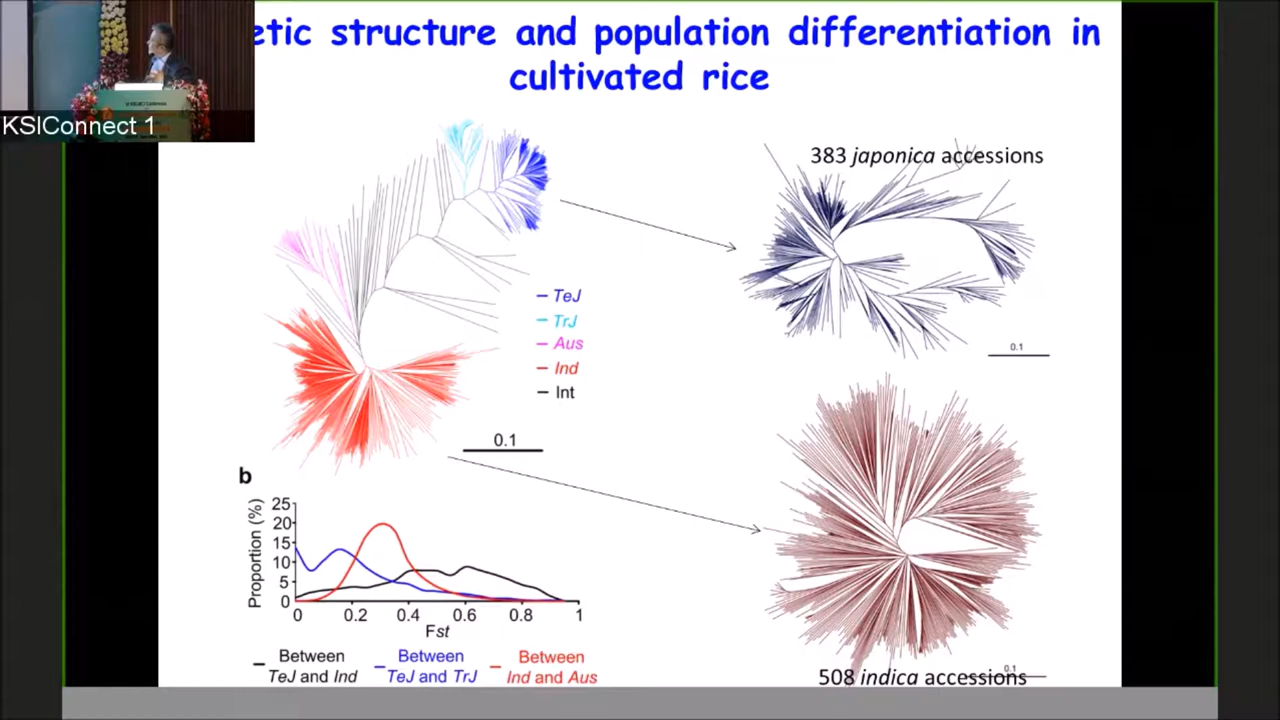 etic structure and population differentiation in
cultivated rice
KSIConnect 1
383 japonica accessions
TeJ
TrJ
Aus
Ind
Int
0.1
0.1
b
25
20
15
10
5
0
Proportion (%)
0 0.2 0.4 0.6 0.8 1
Fst
Between
TeJ and Ind
Between
TeJ and TrJ
Between
Ind and Aus
0.1
508 indica accessions